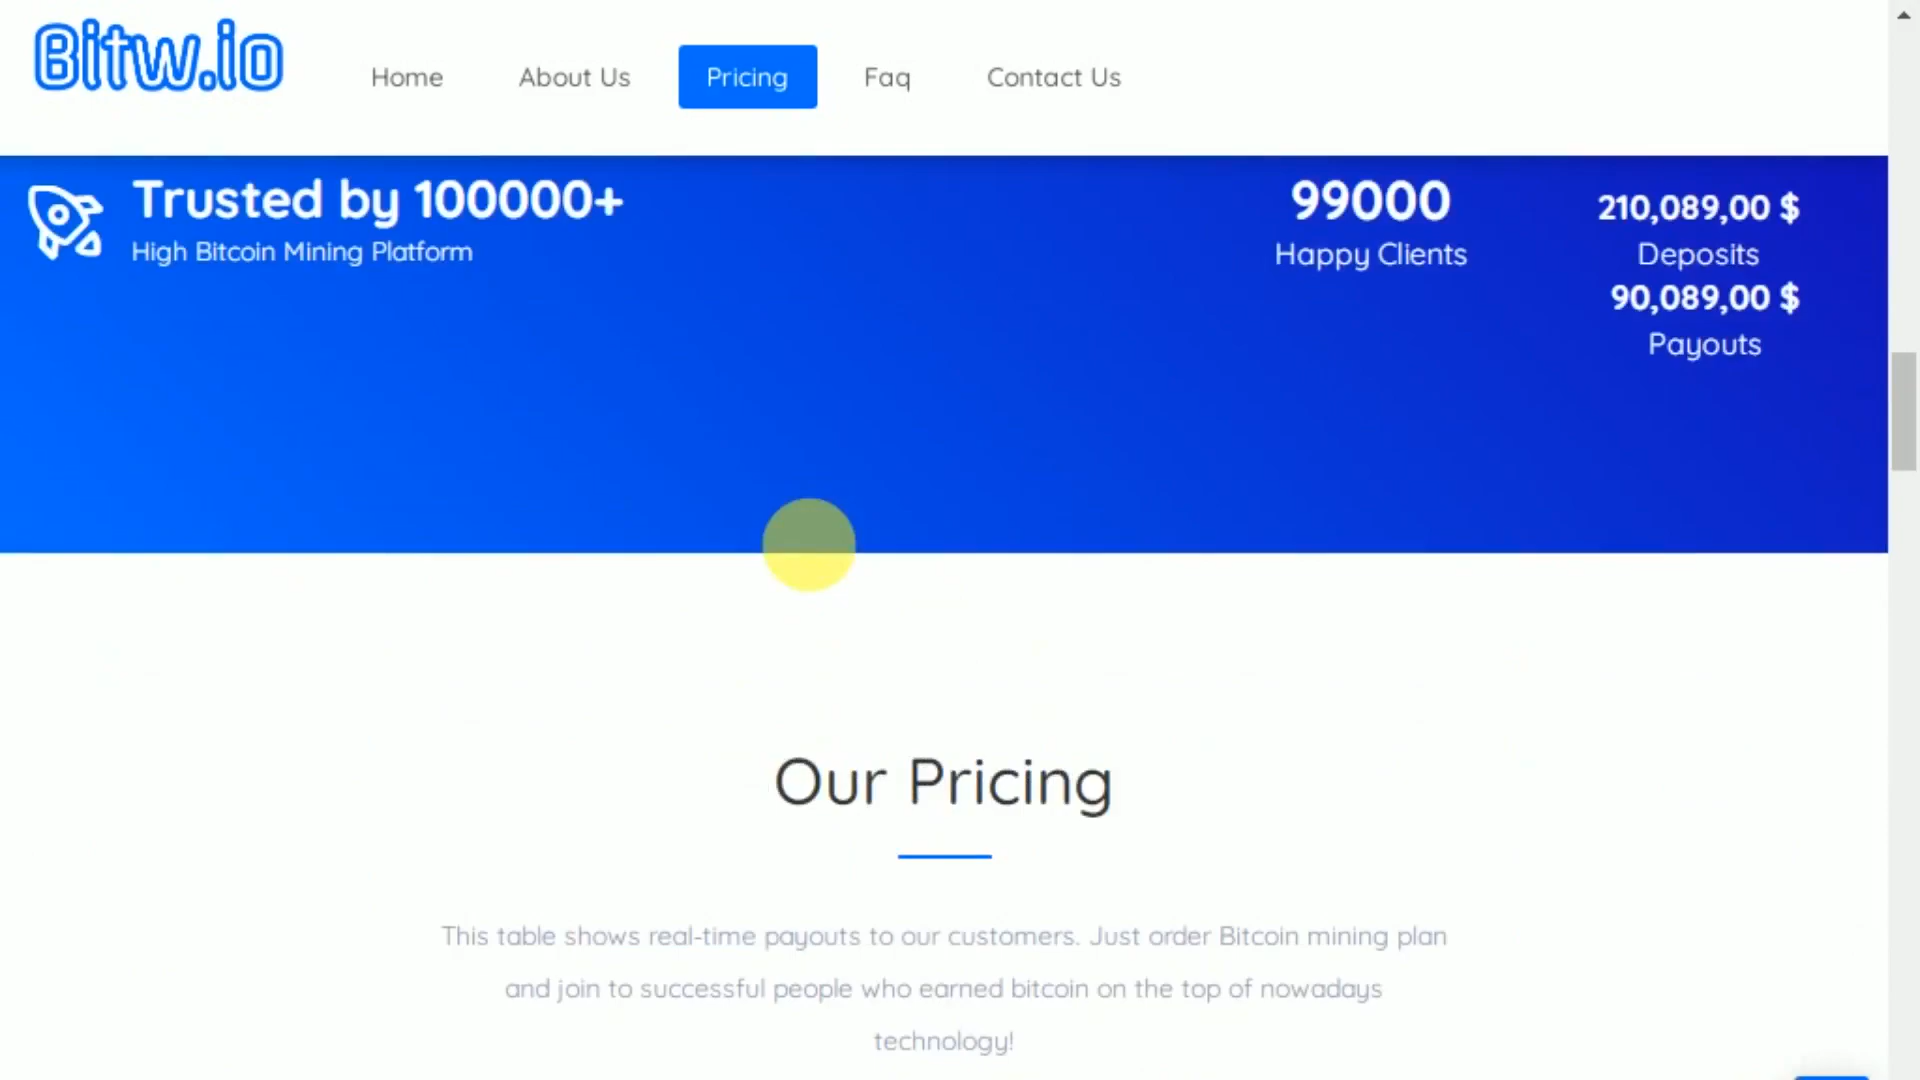 Bitw.io
Home About Us Pricing Faq Contact Us
Trusted by 100000+
High Bitcoin Mining Platform
99000
Happy Clients
210,089,00 $
Deposits
90,089,00 $
Payouts
Our Pricing
This table shows real-time payouts to our customers. Just order Bitcoin mining plan
and join to successful people who earned bitcoin on the top of nowadays
technology!